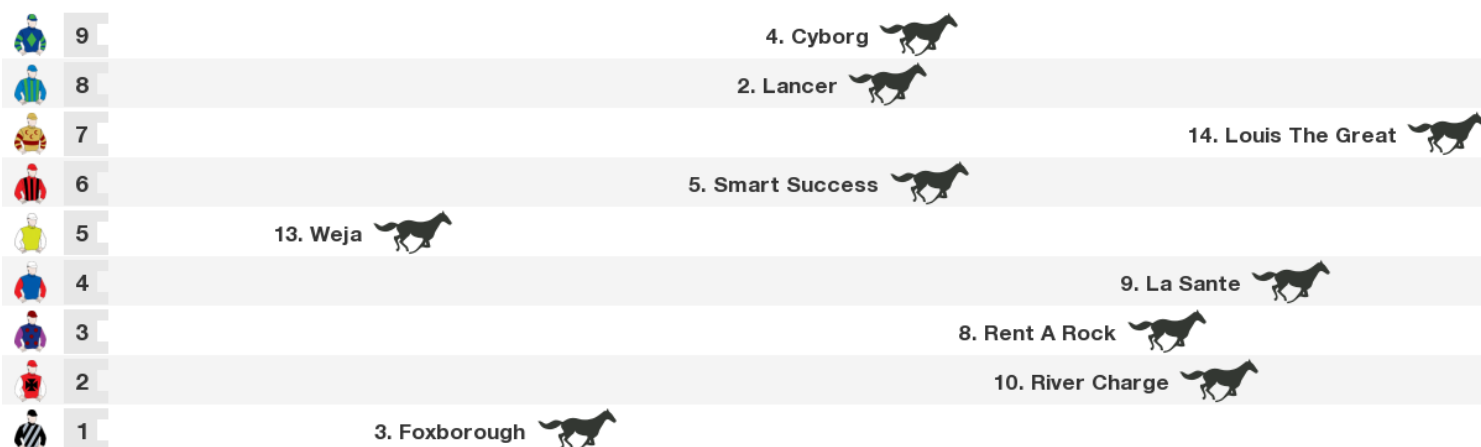 9 4. Cyborg
8 2. Lancer
7 14. Louis The Great
6 5. Smart Success
5 13. Weja
4 9. La Sante
3 8. Rent A Rock
2 10. River Charge
1 3. Foxborough